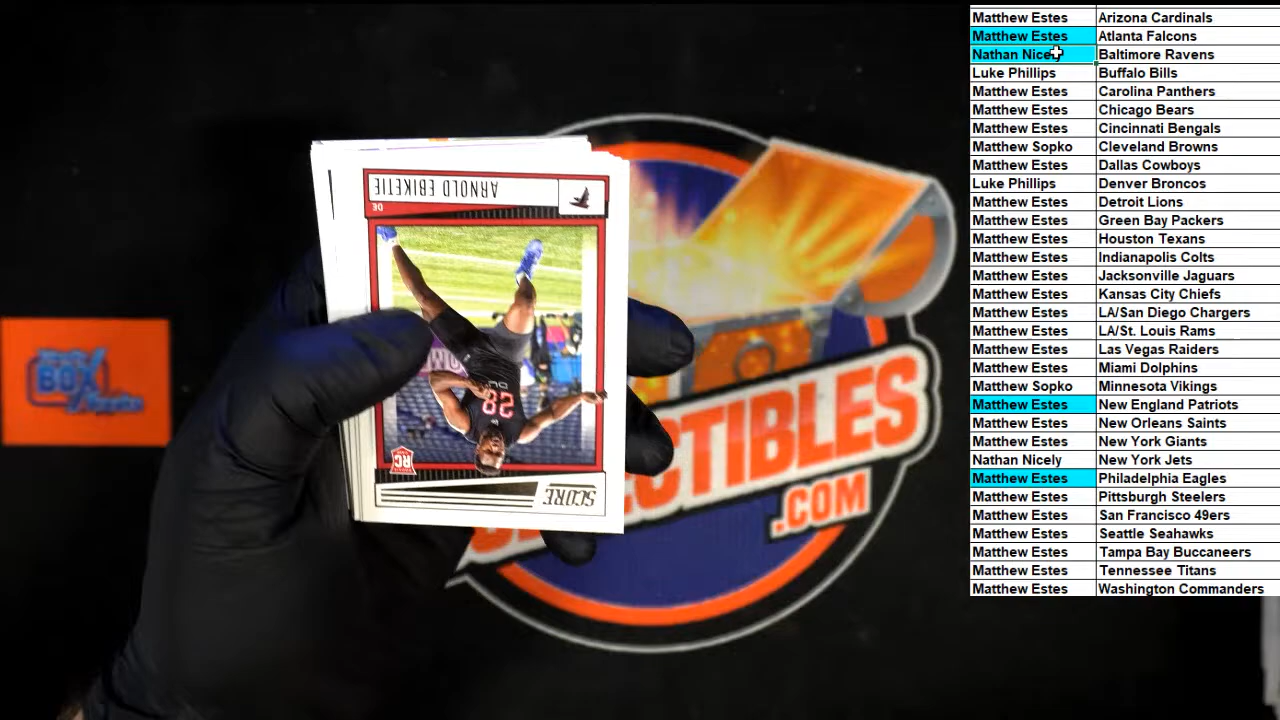 Matthew Estes Arizona Cardinals
Matthew Estes Atlanta Falcons
Nathan Nicely Baltimore Ravens
Luke Phillips Buffalo Bills
Matthew Estes Carolina Panthers
Matthew Estes Chicago Bears
Matthew Estes Cincinnati Bengals
Matthew Sopko Cleveland Browns
Matthew Estes Dallas Cowboys
Luke Phillips Denver Broncos
Matthew Estes Detroit Lions
Matthew Estes Green Bay Packers
Matthew Estes Houston Texans
Matthew Estes Indianapolis Colts
Matthew Estes Jacksonville Jaguars
Matthew Estes Kansas City Chiefs
Matthew Estes LA/San Diego Chargers
Matthew Estes LA/St. Louis Rams
Matthew Estes Las Vegas Raiders
Matthew Estes Miami Dolphins
Matthew Sopko Minnesota Vikings
Matthew Estes New England Patriots
Matthew Estes New Orleans Saints
Matthew Estes New York Giants
Nathan Nicely New York Jets
Matthew Estes Philadelphia Eagles
Matthew Estes Pittsburgh Steelers
Matthew Estes San Francisco 49ers
Matthew Estes Seattle Seahawks
Matthew Estes Tampa Bay Buccaneers
Matthew Estes Tennessee Titans
Matthew Estes Washington Commanders
ARNOLD EBIKETIE
DE
DL
28
RC
SCORE
BOX
ECTIBLES
.COM